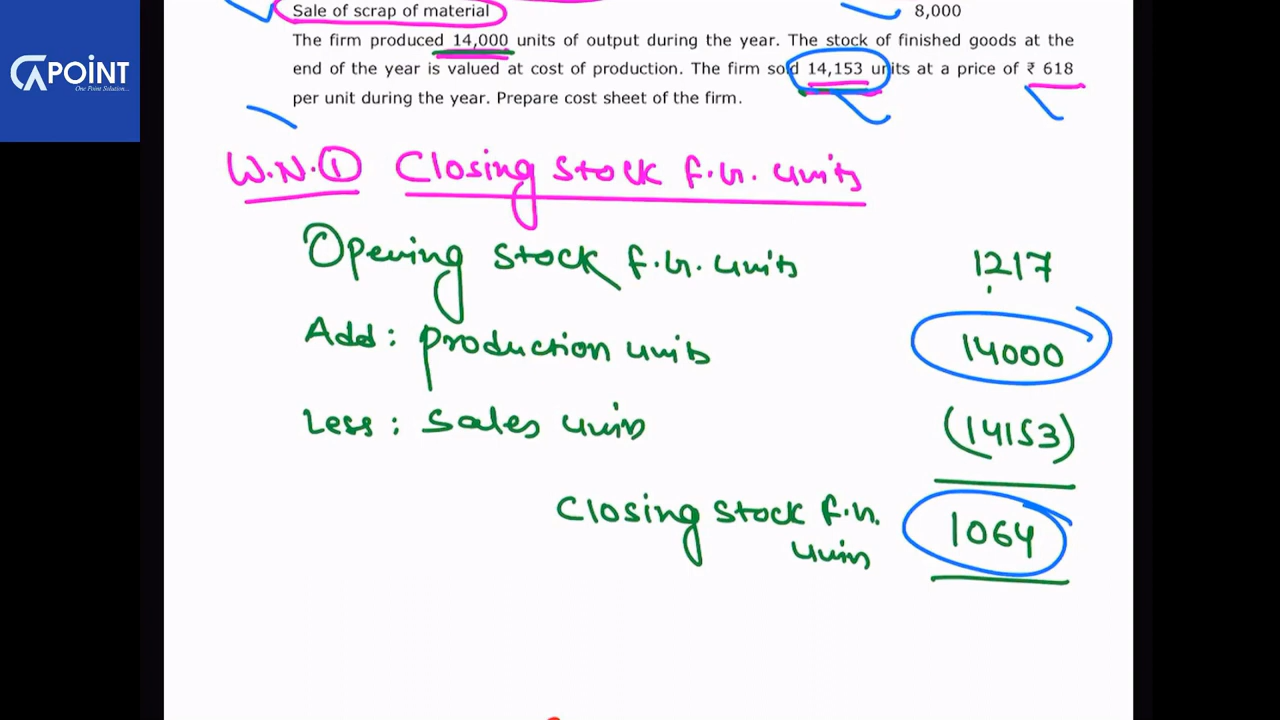 CAPOINT
One Point Solution...
Sale of scrap of material 8,000
The firm produced 14,000 units of output during the year. The stock of finished goods at the
end of the year is valued at cost of production. The firm sold 14,153 units at a price of ₹ 618
per unit during the year. Prepare cost sheet of the firm.
W.N.① Closing Stock F.G. units
Opening Stock F.G. units 1217
Add: production units 14000
Less: Sales units (14153)
Closing Stock F.G. 1064
units